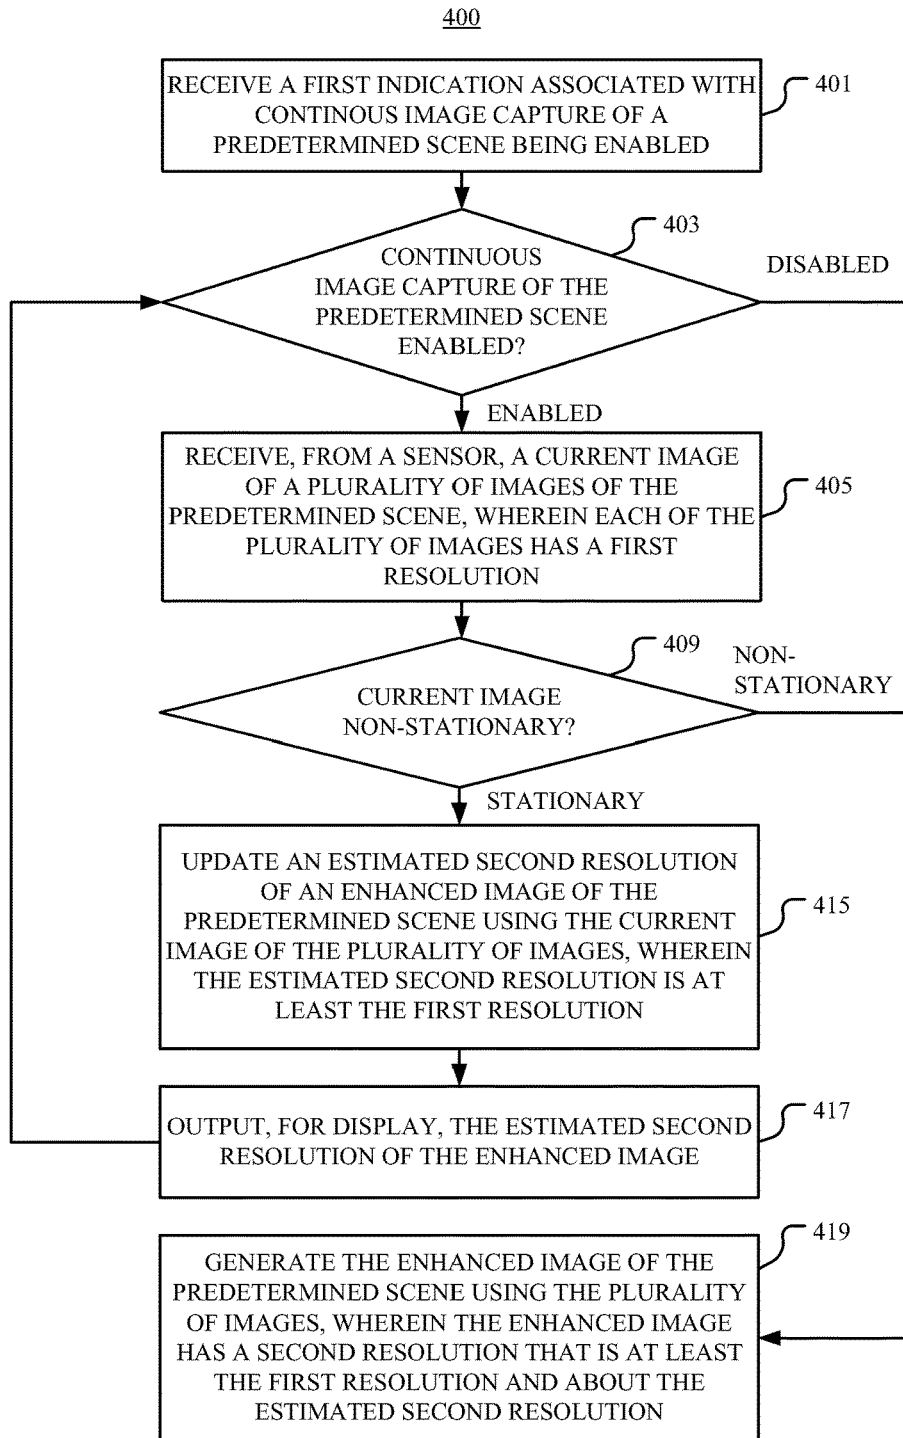 400
RECEIVE A FIRST INDICATION ASSOCIATED WITH
CONTINOUS IMAGE CAPTURE OF A
PREDETERMINED SCENE BEING ENABLED
401
403
CONTINUOUS
IMAGE CAPTURE OF THE
PREDETERMINED SCENE
ENABLED?
DISABLED
ENABLED
RECEIVE, FROM A SENSOR, A CURRENT IMAGE
OF A PLURALITY OF IMAGES OF THE
PREDETERMINED SCENE, WHEREIN EACH OF THE
PLURALITY OF IMAGES HAS A FIRST
RESOLUTION
405
409
CURRENT IMAGE
NON-STATIONARY?
NON-
STATIONARY
STATIONARY
UPDATE AN ESTIMATED SECOND RESOLUTION
OF AN ENHANCED IMAGE OF THE
PREDETERMINED SCENE USING THE CURRENT
IMAGE OF THE PLURALITY OF IMAGES, WHEREIN
THE ESTIMATED SECOND RESOLUTION IS AT
LEAST THE FIRST RESOLUTION
415
OUTPUT, FOR DISPLAY, THE ESTIMATED SECOND
RESOLUTION OF THE ENHANCED IMAGE
417
GENERATE THE ENHANCED IMAGE OF THE
PREDETERMINED SCENE USING THE PLURALITY
OF IMAGES, WHEREIN THE ENHANCED IMAGE
HAS A SECOND RESOLUTION THAT IS AT LEAST
THE FIRST RESOLUTION AND ABOUT THE
ESTIMATED SECOND RESOLUTION
419